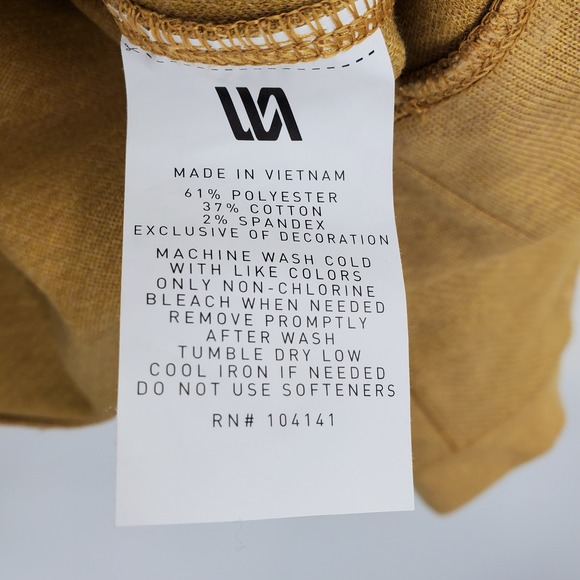 MADE IN VIETNAM
61% POLYESTER
37% COTTON
2% SPANDEX
EXCLUSIVE OF DECORATION
MACHINE WASH COLD
WITH LIKE COLORS
ONLY NON-CHLORINE
BLEACH WHEN NEEDED
REMOVE PROMPTLY
AFTER WASH
TUMBLE DRY LOW
COOL IRON IF NEEDED
DO NOT USE SOFTENERS
RN# 104141